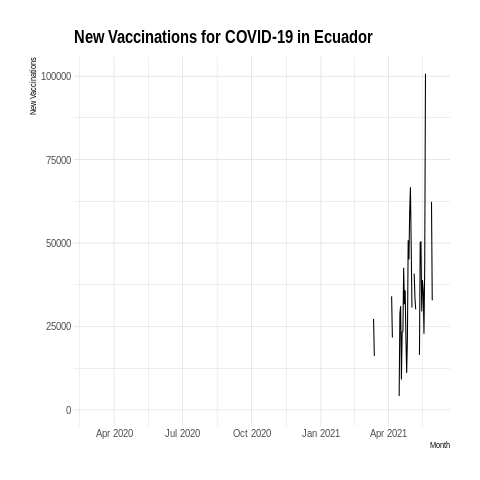 New Vaccinations for COVID-19 in Ecuador
New Vaccinations
100000
75000
50000
25000
0
Apr 2020 Jul 2020 Oct 2020 Jan 2021 Apr 2021
Month